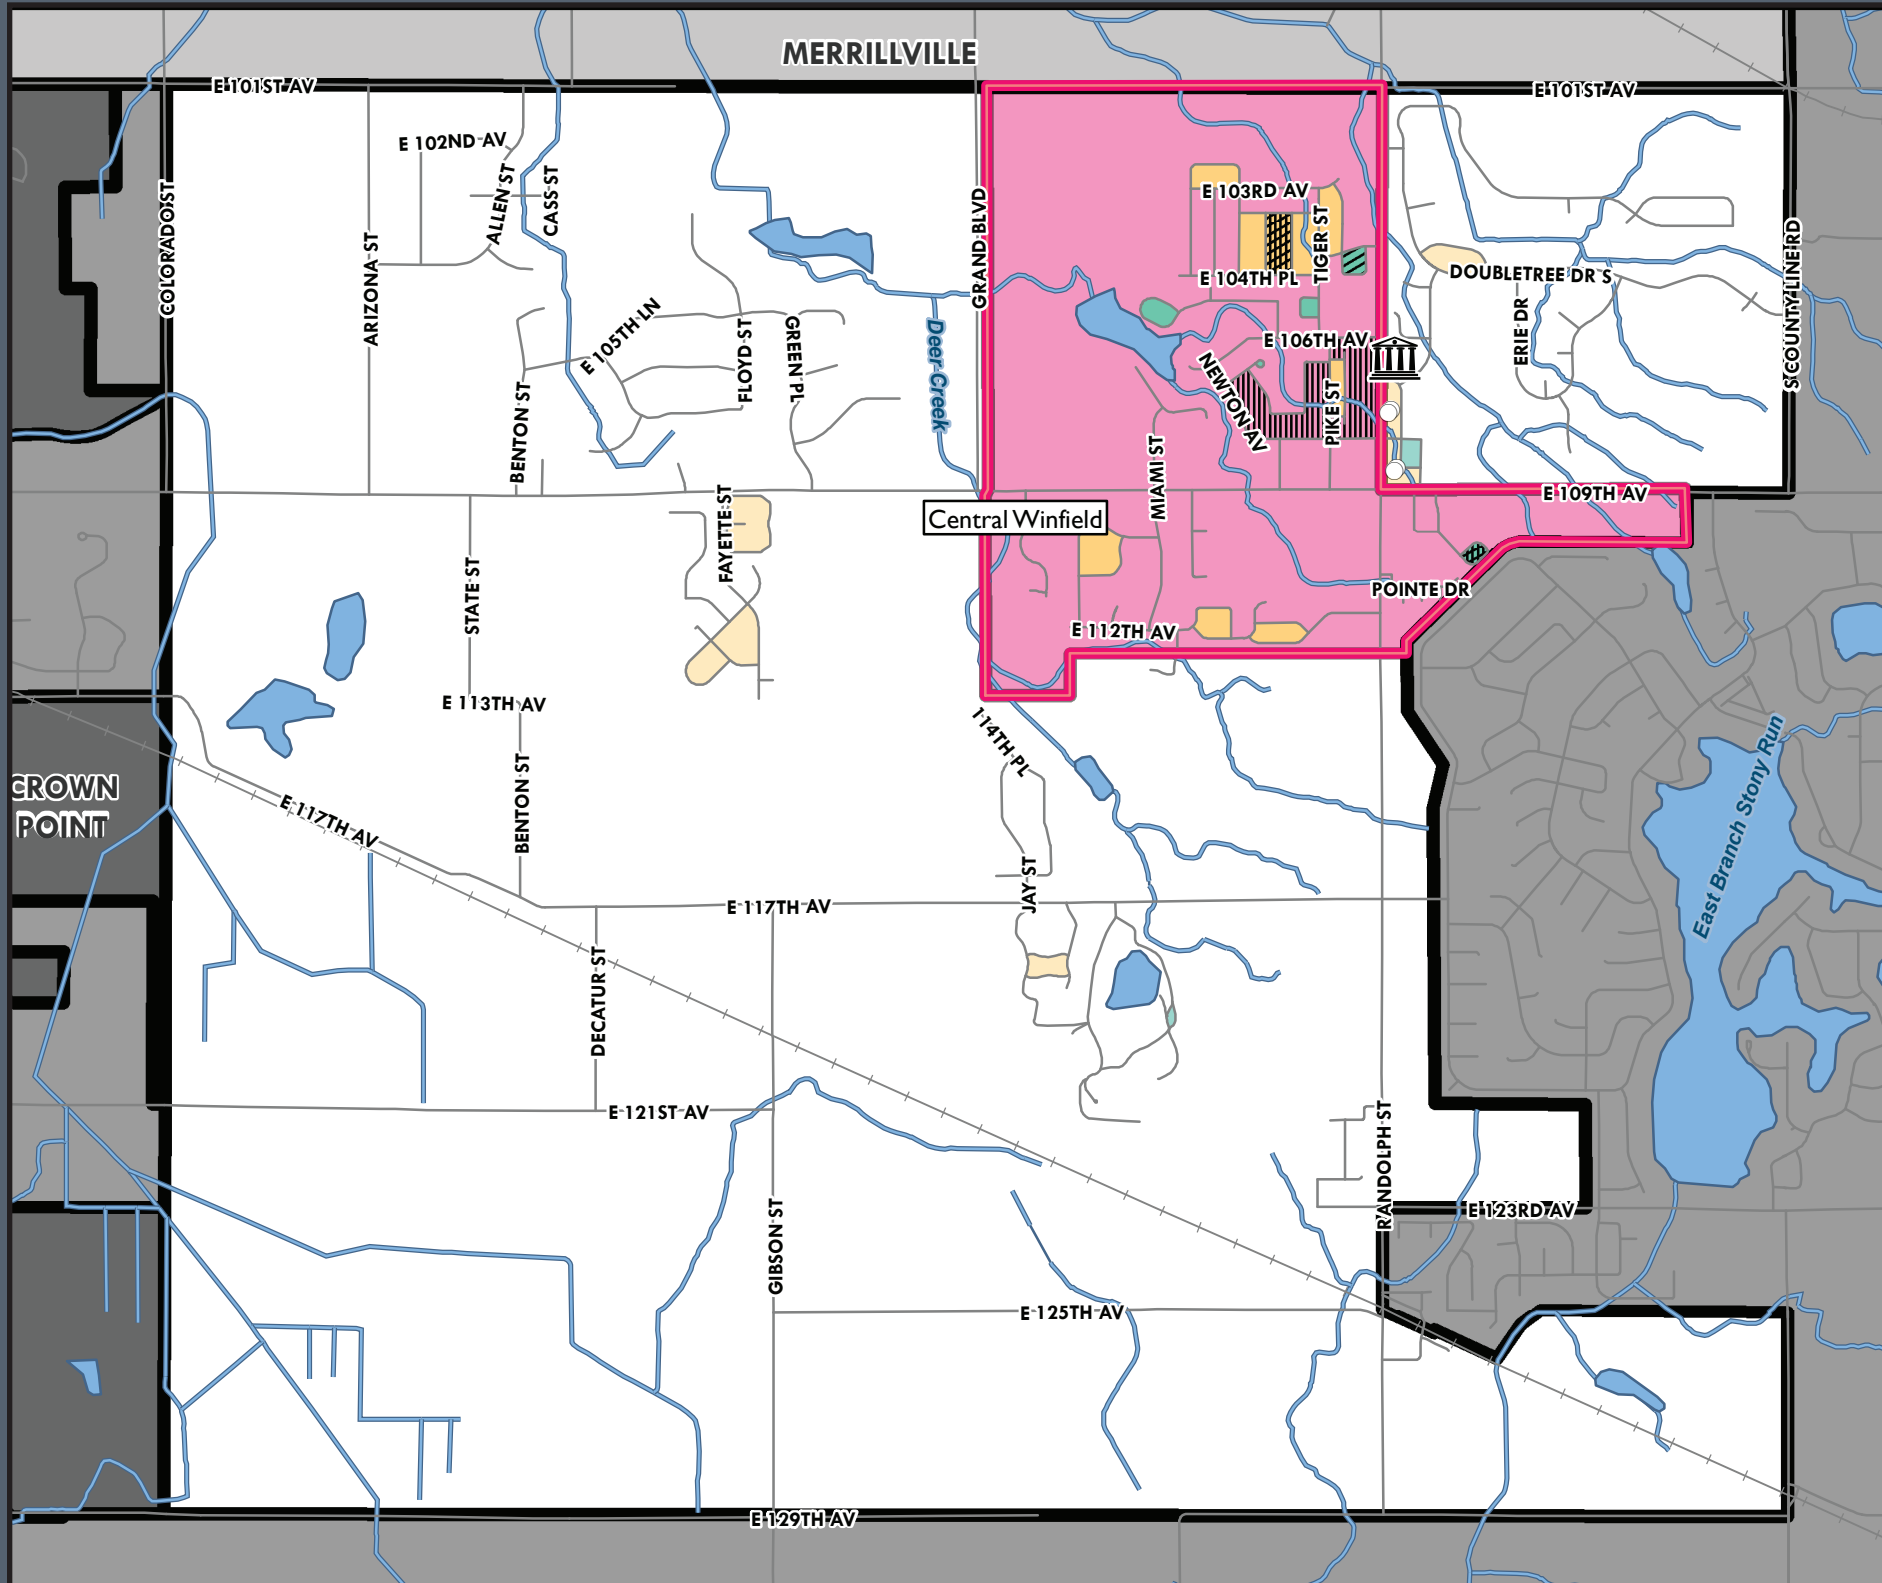 MERRILLVILLE
E 101ST AV
E 101ST AV
E 102ND AV
ALLEN ST
CASS ST
COLORADO ST
ARIZONA ST
GRAND BLVD
E 103RD AV
TIGER ST
E 104TH PL
DOUBLETREE DR S
S COUNTY LINE RD
ERIE DR
E 105TH LN
FLOYD ST
GREEN PL
Deer Creek
E 106TH AV
NEWTON AV
PIKE ST
BENTON ST
MIAMI ST
E 109TH AV
Central Winfield
FAYETTE ST
STATE ST
POINTE DR
E 112TH AV
E 113TH AV
114TH PL
CROWN
POINT
E 117TH AV
BENTON ST
East Branch Stony Run
JAY ST
E 117TH AV
DECATUR ST
E 121ST AV
RANDOLPH ST
E 123RD AV
GIBSON ST
E 125TH AV
E 129TH AV